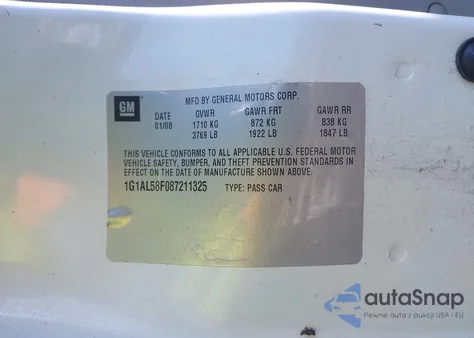 GM
MFD BY GENERAL MOTORS CORP.
DATE GVWR GAWR FRT GAWR RR
01/08 1710 KG 872 KG 838 KG
3769 LB 1922 LB 1847 LB
THIS VEHICLE CONFORMS TO ALL APPLICABLE U.S. FEDERAL MOTOR
VEHICLE SAFETY, BUMPER, AND THEFT PREVENTION STANDARDS IN
EFFECT ON THE DATE OF MANUFACTURE SHOWN ABOVE.
1G1AL58F087211325 TYPE: PASS CAR
autoSnap
Pewne auta z aukcji USA i EU